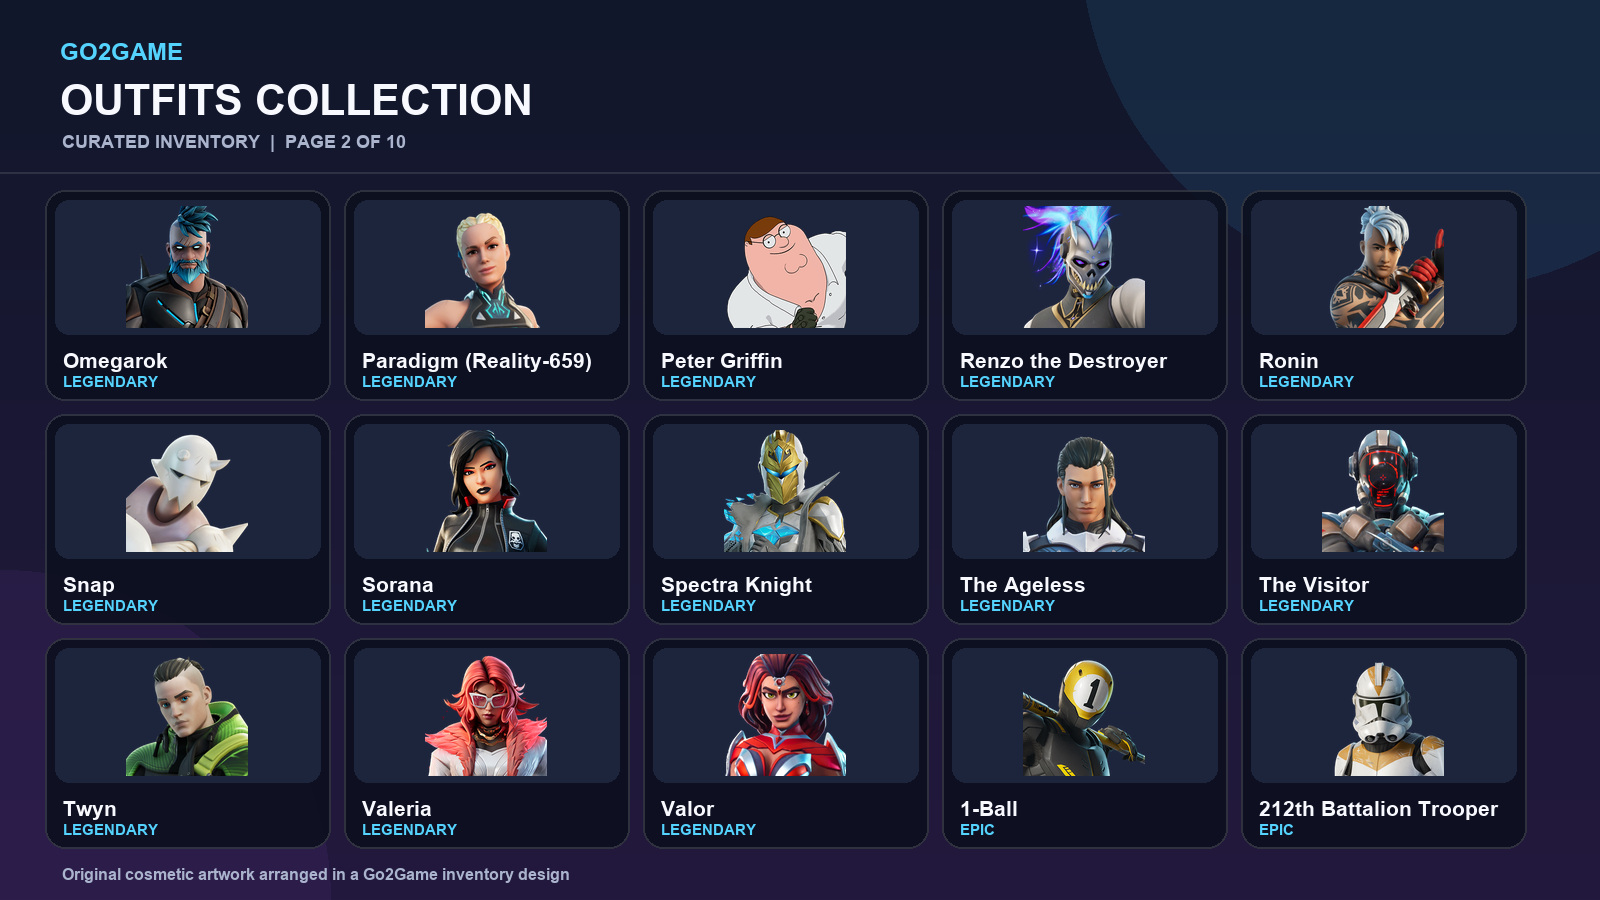 GO2GAME
OUTFITS COLLECTION
CURATED INVENTORY | PAGE 2 OF 10
Omegarok
LEGENDARY
Paradigm (Reality-659)
LEGENDARY
Peter Griffin
LEGENDARY
Renzo the Destroyer
LEGENDARY
Ronin
LEGENDARY
Snap
LEGENDARY
Sorana
LEGENDARY
Spectra Knight
LEGENDARY
The Ageless
LEGENDARY
The Visitor
LEGENDARY
Twyn
LEGENDARY
Valeria
LEGENDARY
Valor
LEGENDARY
1
1-Ball
EPIC
212th Battalion Trooper
EPIC
Original cosmetic artwork arranged in a Go2Game inventory design